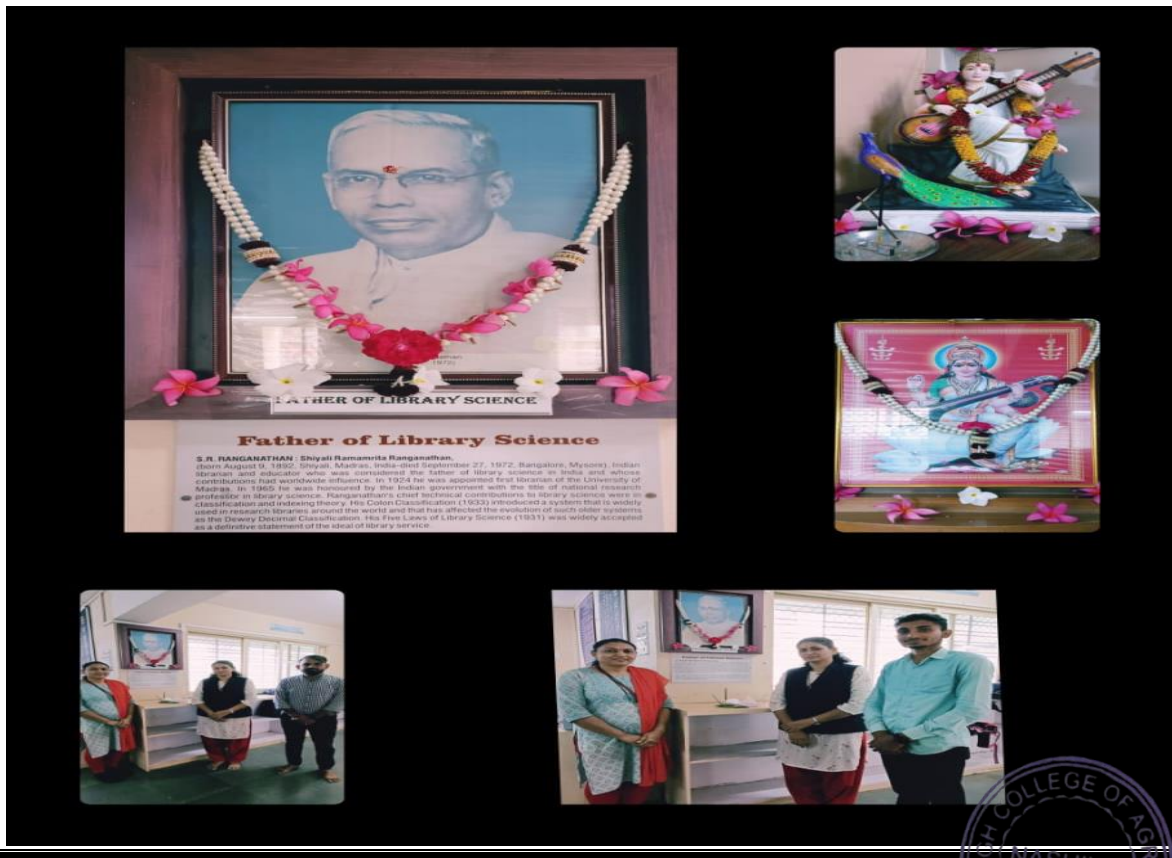 FATHER OF LIBRARY SCIENCE
Father of Library Science
S.R. RANGANATHAN : Shiyali Ramamrita Ranganathan,
(born August 9, 1892, Shiyali, Madras, India-died September 27, 1972, Bangalore, Mysore), Indian
librarian and educator who was considered the father of library science in India and whose
contributions had worldwide influence. In 1924 he was appointed first librarian of the University of
Madras. In 1965 he was honoured by the Indian government with the title of national research
professor in library science. Ranganathan's chief technical contributions to library science were in
classification and indexing theory. His Colon Classification (1933) introduced a system that is widely
used in research libraries around the world and that has affected the evolution of such older systems
as the Dewey Decimal Classification. His Five Laws of Library Science (1931) was widely accepted
as a definitive statement of the ideal of library service
Father of Library Science
COLLEGE OF